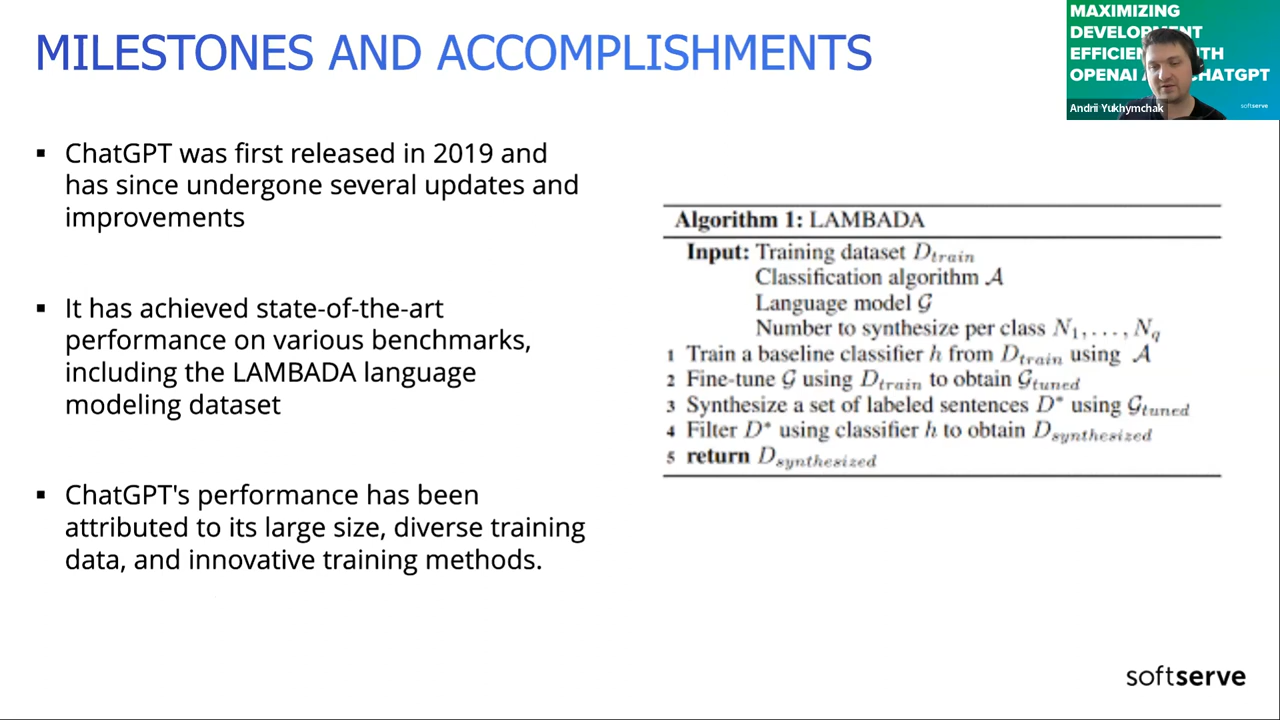 MILESTONES AND ACCOMPLISHMENTS
MAXIMIZING
DEVELOPMENT
OPENAI CHATGPT
Andrii Yukhymchak
softserve
▪ ChatGPT was first released in 2019 and
has since undergone several updates and
improvements
▪ It has achieved state-of-the-art
performance on various benchmarks,
including the LAMBADA language
modeling dataset
▪ ChatGPT's performance has been
attributed to its large size, diverse training
data, and innovative training methods.
Algorithm 1: LAMBADA
Input: Training dataset D_train
Classification algorithm 𝒜
Language model 𝒢
Number to synthesize per class N_1, . . . , N_q
1 Train a baseline classifier h from D_train using 𝒜
2 Fine-tune 𝒢 using D_train to obtain 𝒢_tuned
3 Synthesize a set of labeled sentences D* using 𝒢_tuned
4 Filter D* using classifier h to obtain D_synthesized
5 return D_synthesized
softserve